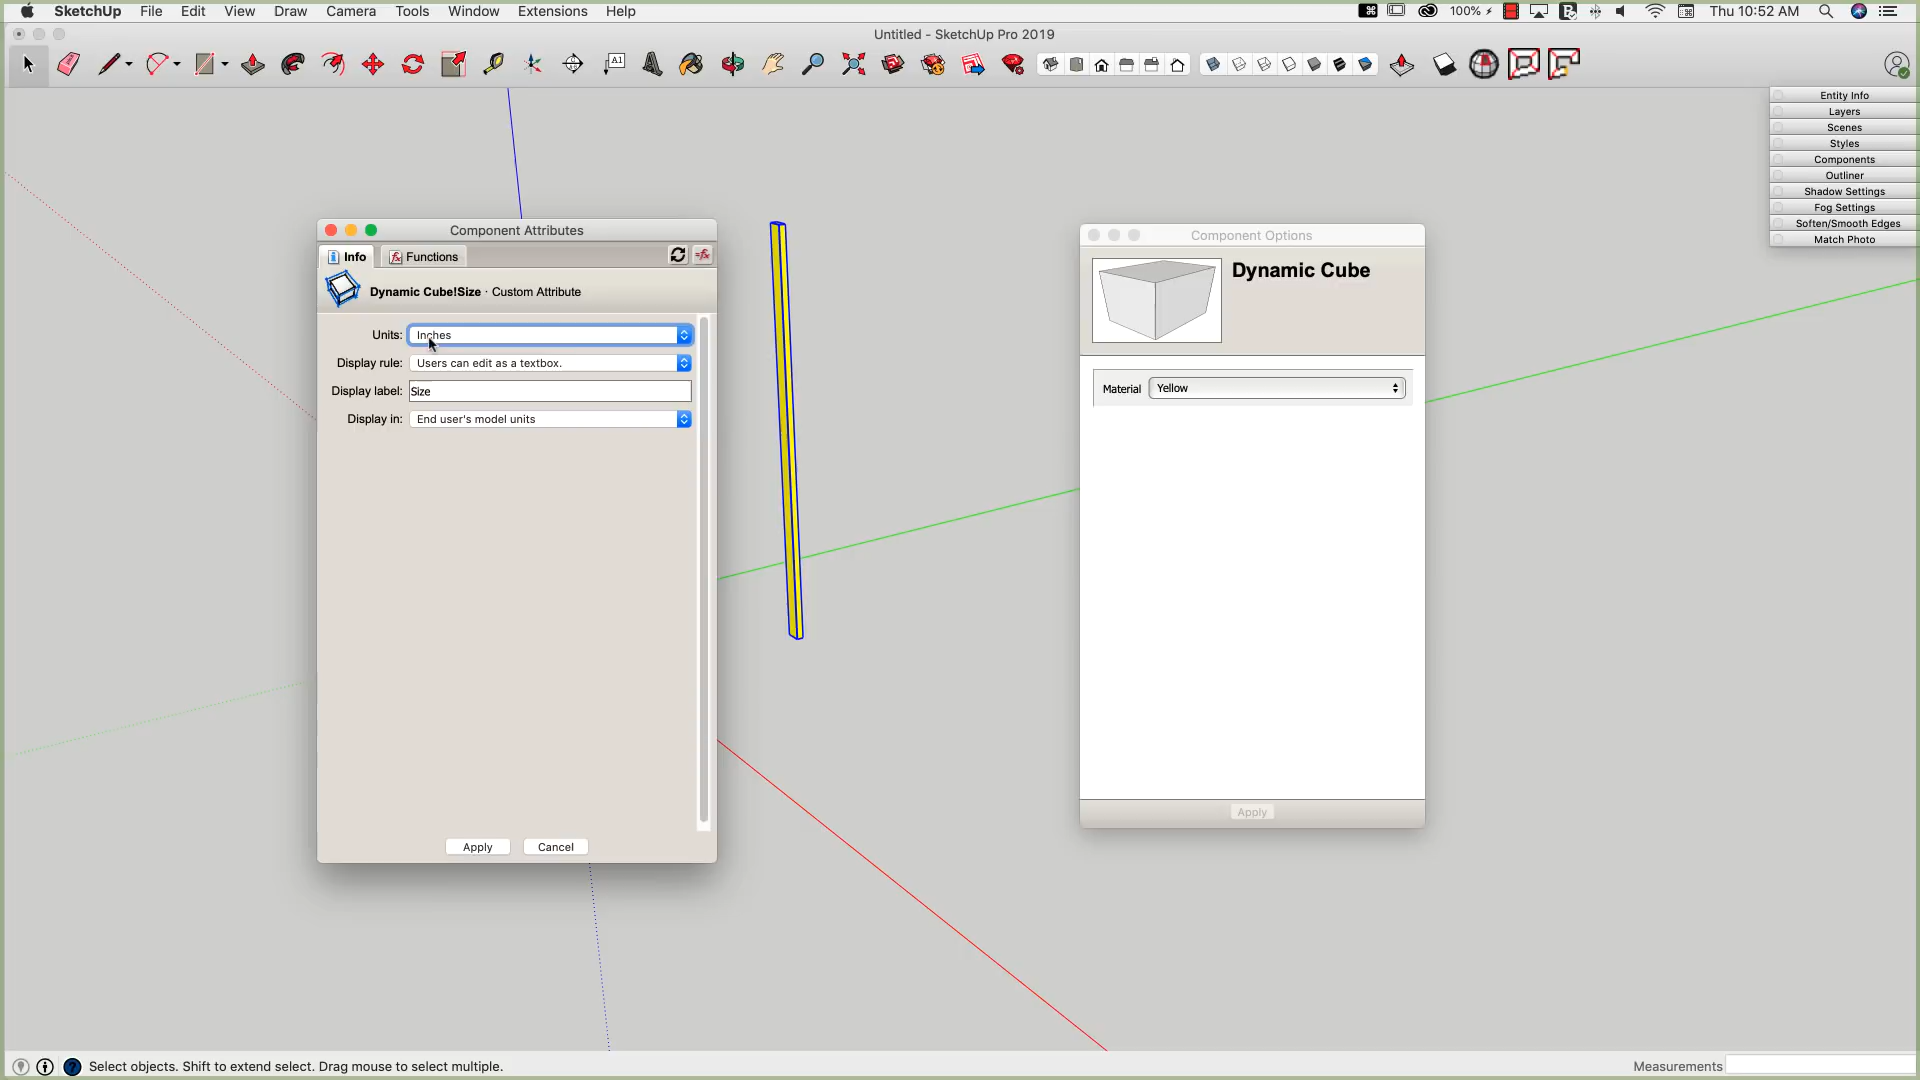 SketchUp File Edit View Draw Camera Tools Window Extensions Help
100% Thu 10:52 AM
Untitled - SketchUp Pro 2019
A1
Entity Info
Layers
Scenes
Styles
Components
Outliner
Shadow Settings
Fog Settings
Soften/Smooth Edges
Match Photo
Component Attributes
Info Functions
Dynamic Cube!Size · Custom Attribute
Units: Inches
Display rule: Users can edit as a textbox.
Display label: Size
Display in: End user's model units
Apply Cancel
Component Options
Dynamic Cube
Material Yellow
Apply
Select objects. Shift to extend select. Drag mouse to select multiple.
Measurements